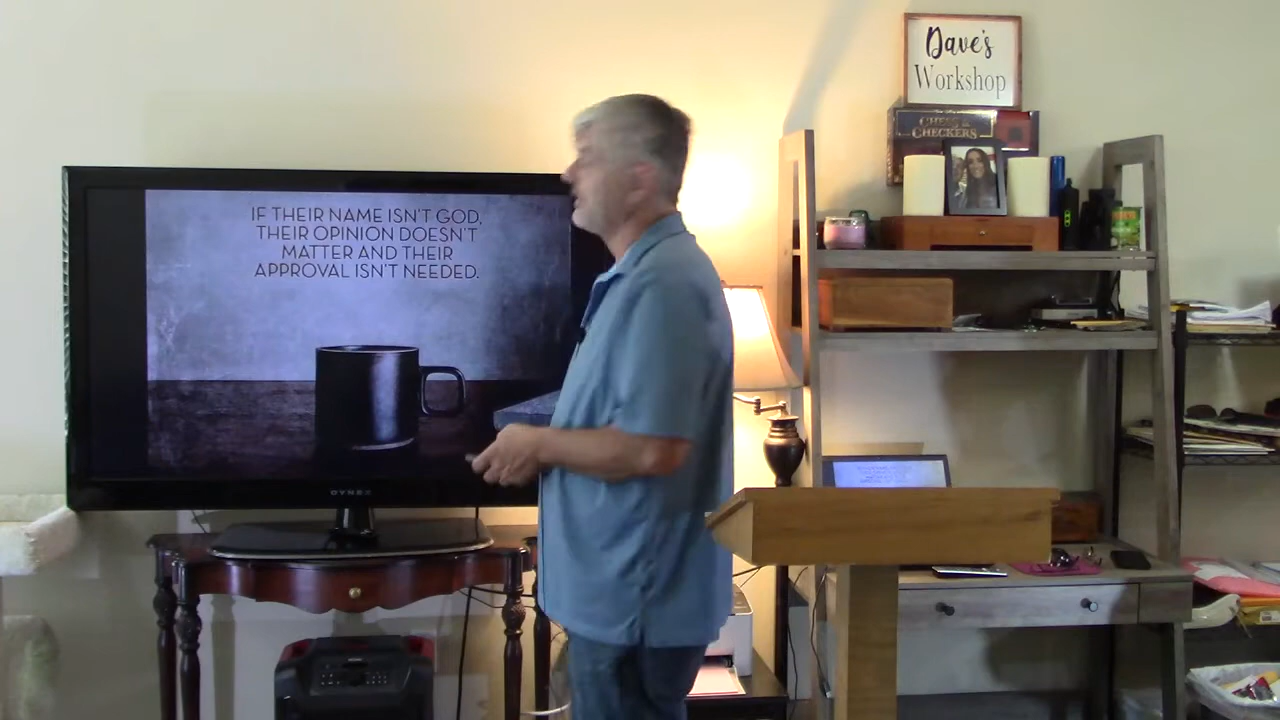 IF THEIR NAME ISN'T GOD,
THEIR OPINION DOESN'T
MATTER AND THEIR
APPROVAL ISN'T NEEDED.
DYNEX
Dave's
Workshop
CHESS &
CHECKERS